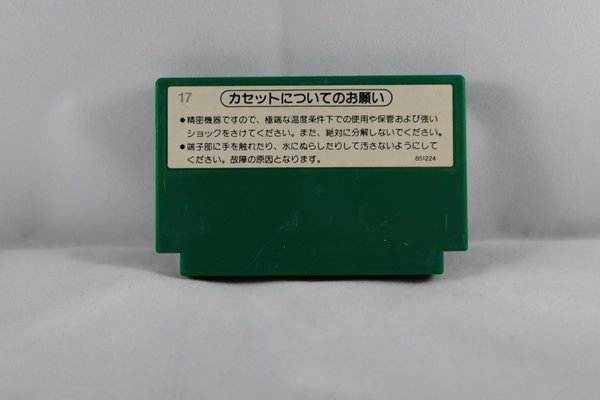 17
カセットについてのお願い
●精密機器ですので、極端な温度条件下での使用や保管および強い
ショックをさけてください。また、絶対に分解しないでください。
●端子部に手を触れたり、水にぬらしたりして汚さないようにして
ください。故障の原因となります。
851224